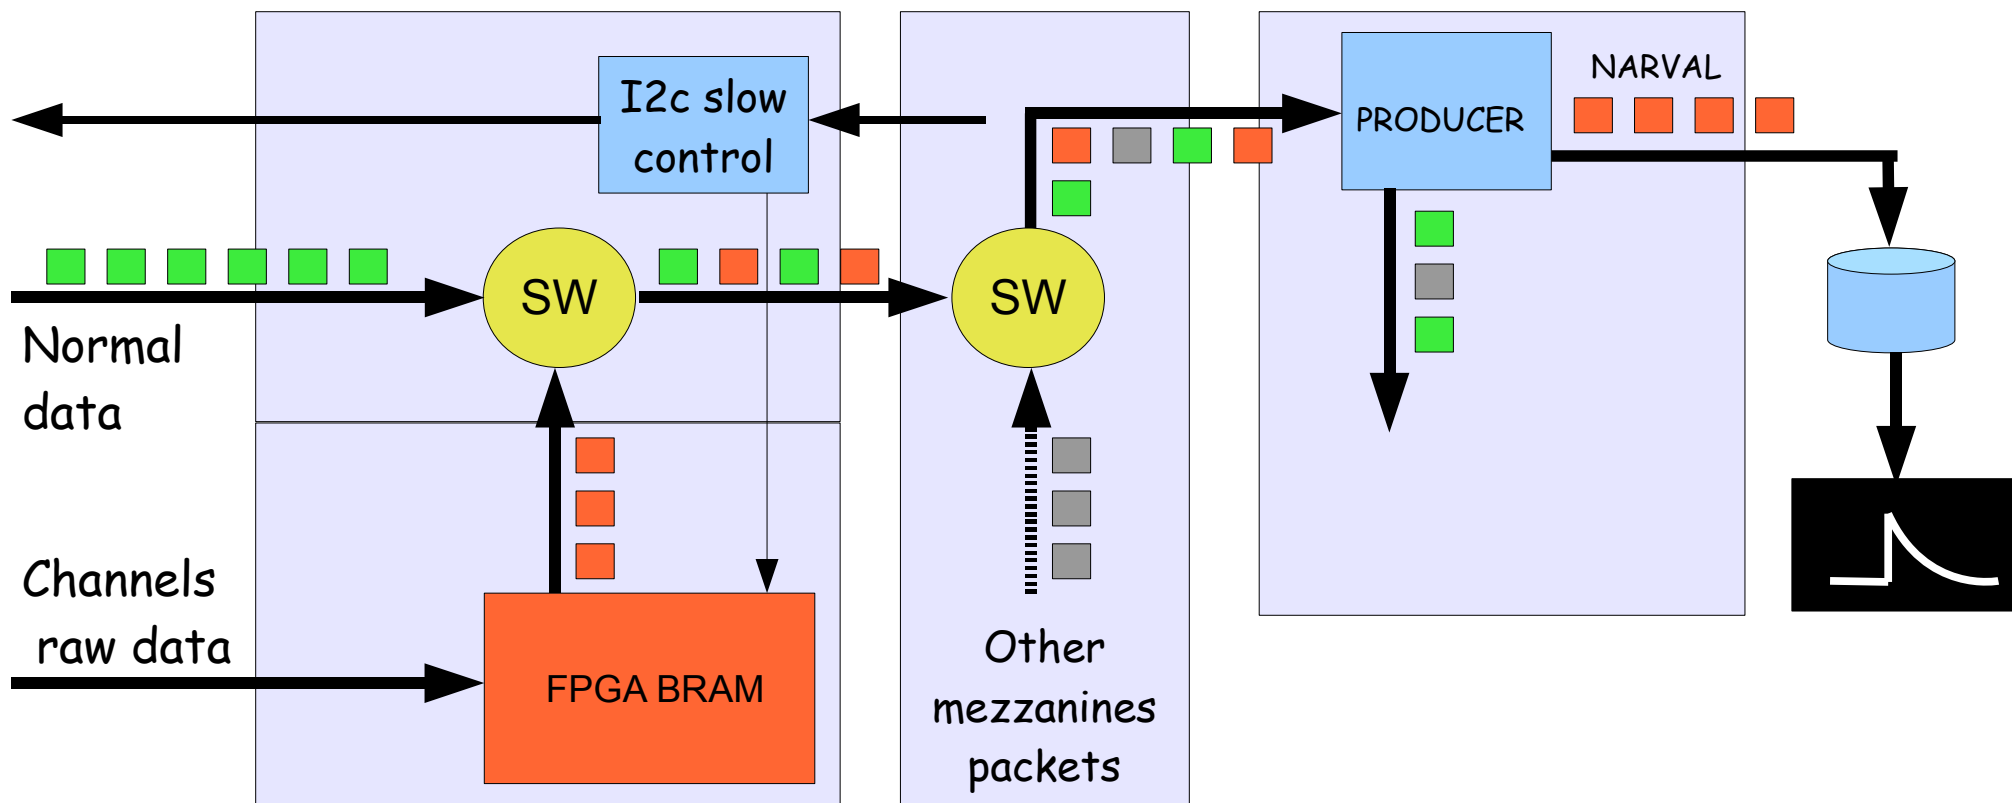 I2c slow
control
NARVAL
PRODUCER
SW
SW
Normal
data
Channels
raw data
FPGA BRAM
Other
mezzanines
packets